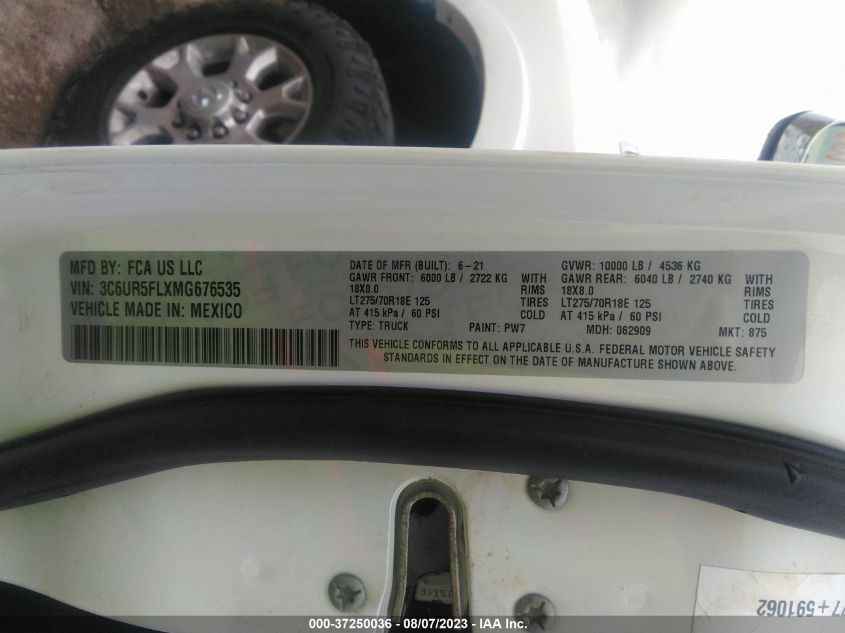 MFD BY: FCA US LLC
VIN: 3C6UR5FLXMG676535
VEHICLE MADE IN: MEXICO
DATE OF MFR (BUILT): 6-21
GAWR FRONT: 6000 LB / 2722 KG WITH
18X8.0 RIMS
LT275/70R18E 125 TIRES
AT 415 kPa / 60 PSI COLD
TYPE: TRUCK PAINT: PW7
GVWR: 10000 LB / 4536 KG
GAWR REAR: 6040 LB / 2740 KG WITH
18X8.0 RIMS
LT275/70R18E 125 TIRES
AT 415 kPa / 60 PSI COLD
MDH: 062909 MKT: 875
THIS VEHICLE CONFORMS TO ALL APPLICABLE U.S.A. FEDERAL MOTOR VEHICLE SAFETY
STANDARDS IN EFFECT ON THE DATE OF MANUFACTURE SHOWN ABOVE.
77+591062
000-37250036 - 08/07/2023 - IAA Inc.